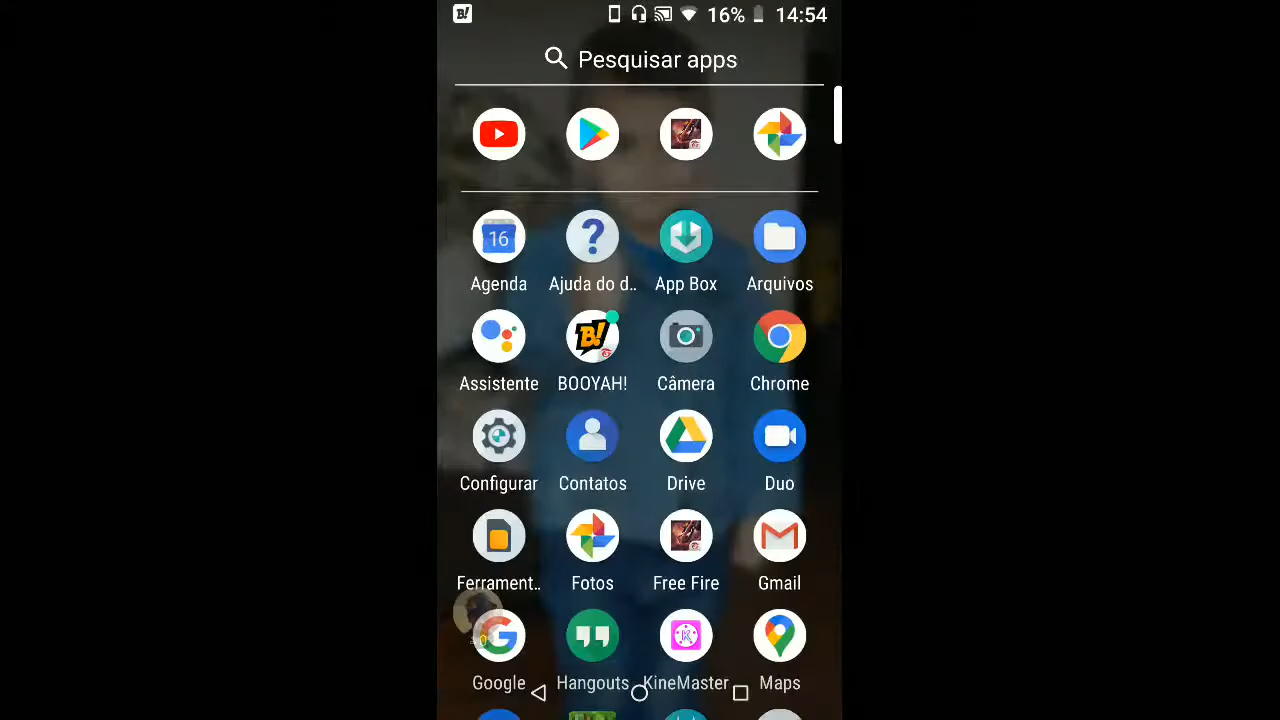 B! 16% 14:54
Pesquisar apps
16
Agenda Ajuda do d.. App Box Arquivos
B!
Assistente BOOYAH! Câmera Chrome
Configurar Contatos Drive Duo
Ferrament.. Fotos Free Fire Gmail
Google Hangouts KineMaster Maps